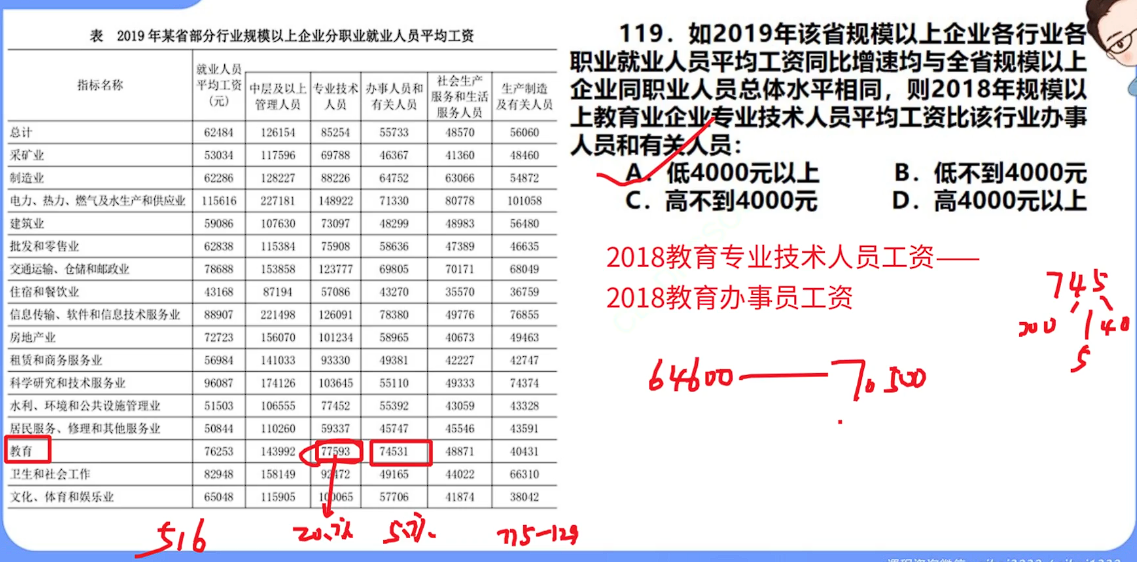 表 2019年某省部分行业规模以上企业分职业就业人员平均工资
指标名称 就业人员平均工资(元) 中层及以上管理人员 专业技术人员 办事人员和有关人员 社会生产服务和生活服务人员 生产制造及有关人员
总计 62484 126154 85254 55733 48570 56060
采矿业 53034 117596 69788 46367 41360 48460
制造业 62286 128227 88226 64752 63066 54872
电力、热力、燃气及水生产和供应业 115616 227181 148922 71330 80778 101058
建筑业 59086 107630 73097 48299 48983 56480
批发和零售业 62838 115384 75908 58636 47389 46635
交通运输、仓储和邮政业 78688 153858 123777 69805 70171 68049
住宿和餐饮业 43168 87194 57086 43270 35570 36759
信息传输、软件和信息技术服务业 88907 221498 126091 78380 49776 76855
房地产业 72723 156070 101234 58965 40673 49463
租赁和商务服务业 56984 141033 93330 49381 42227 42747
科学研究和技术服务业 96087 174126 103645 55110 49333 74374
水利、环境和公共设施管理业 51503 106555 77452 55392 43059 43328
居民服务、修理和其他服务业 50844 110260 59337 45747 45546 43591
教育 76253 143992 77593 74531 48871 40431
卫生和社会工作 82948 158149 92472 49165 44022 66310
文化、体育和娱乐业 65048 115905 100065 57706 41874 38042
516 5.7% 775-129
119. 如2019年该省规模以上企业各行业各
职业就业人员平均工资同比增速均与全省规模以上
企业同职业人员总体水平相同，则2018年规模以
上教育业企业专业技术人员平均工资比该行业办事
人员和有关人员：
A. 低4000元以上 B. 低不到4000元
C. 高不到4000元 D. 高4000元以上
2018教育专业技术人员工资——
2018教育办事员工资
745
5 40
64600——70500